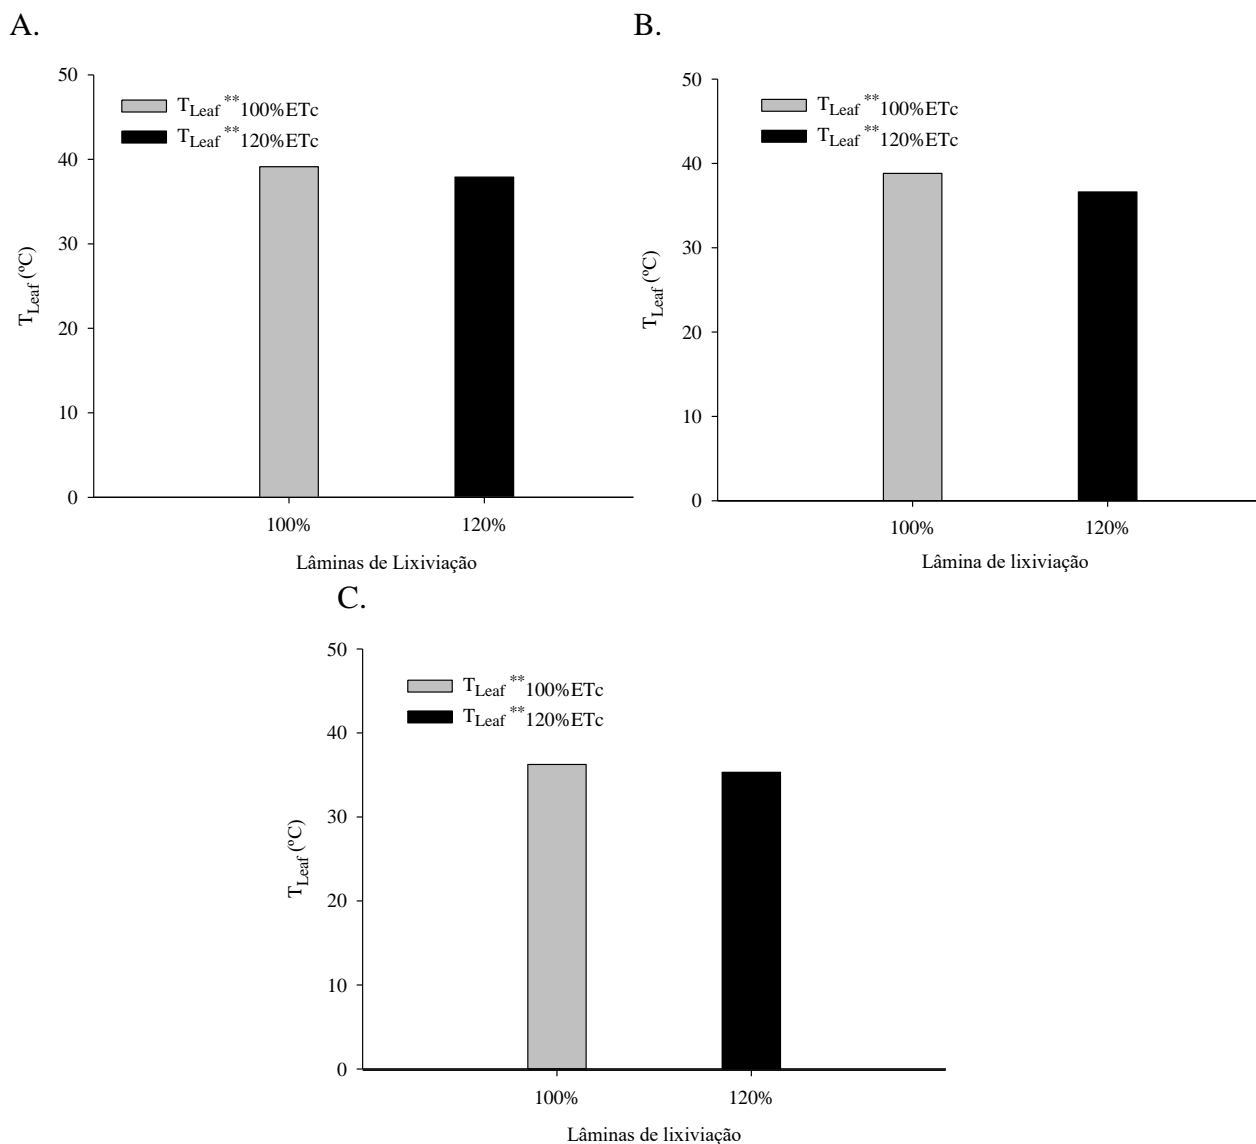 A.
50
40
30
20
10
0
T_Leaf (ºC)
T_Leaf **100%ETc
T_Leaf **120%ETc
100% 120%
Lâminas de Lixiviação
B.
50
40
30
20
10
0
T_Leaf (ºC)
T_Leaf **100%ETc
T_Leaf **120%ETc
100% 120%
Lâmina de lixiviação
C.
50
40
30
20
10
0
T_Leaf (ºC)
T_Leaf **100%ETc
T_Leaf **120%ETc
100% 120%
Lâminas de lixiviação